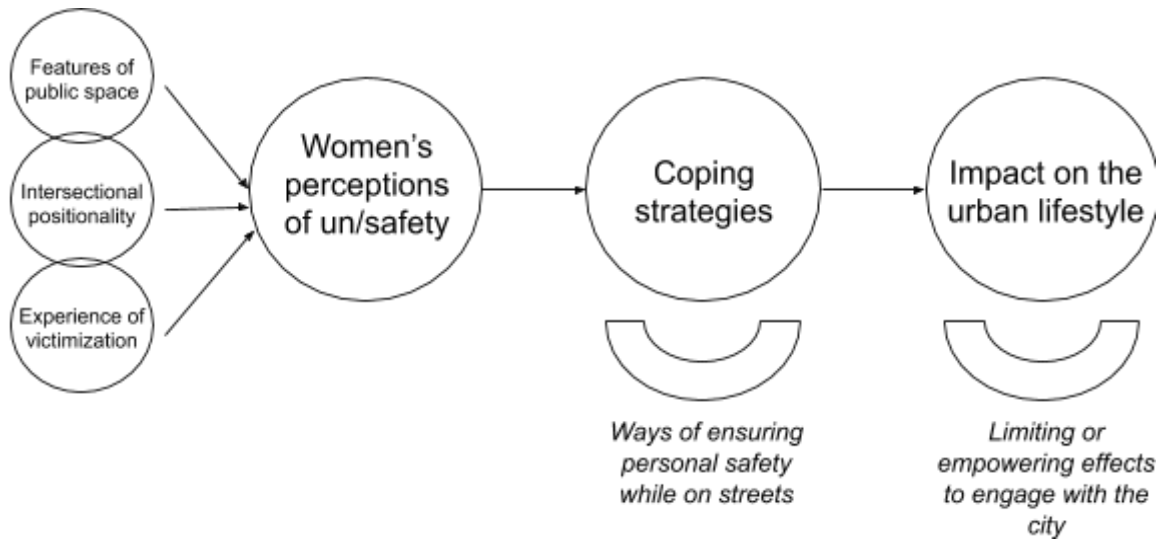 Features of
public space
Intersectional
positionality
Experience of
victimization
Women's
perceptions
of un/safety
Coping
strategies
Impact on the
urban lifestyle
Ways of ensuring
personal safety
while on streets
Limiting or
empowering effects
to engage with the
city